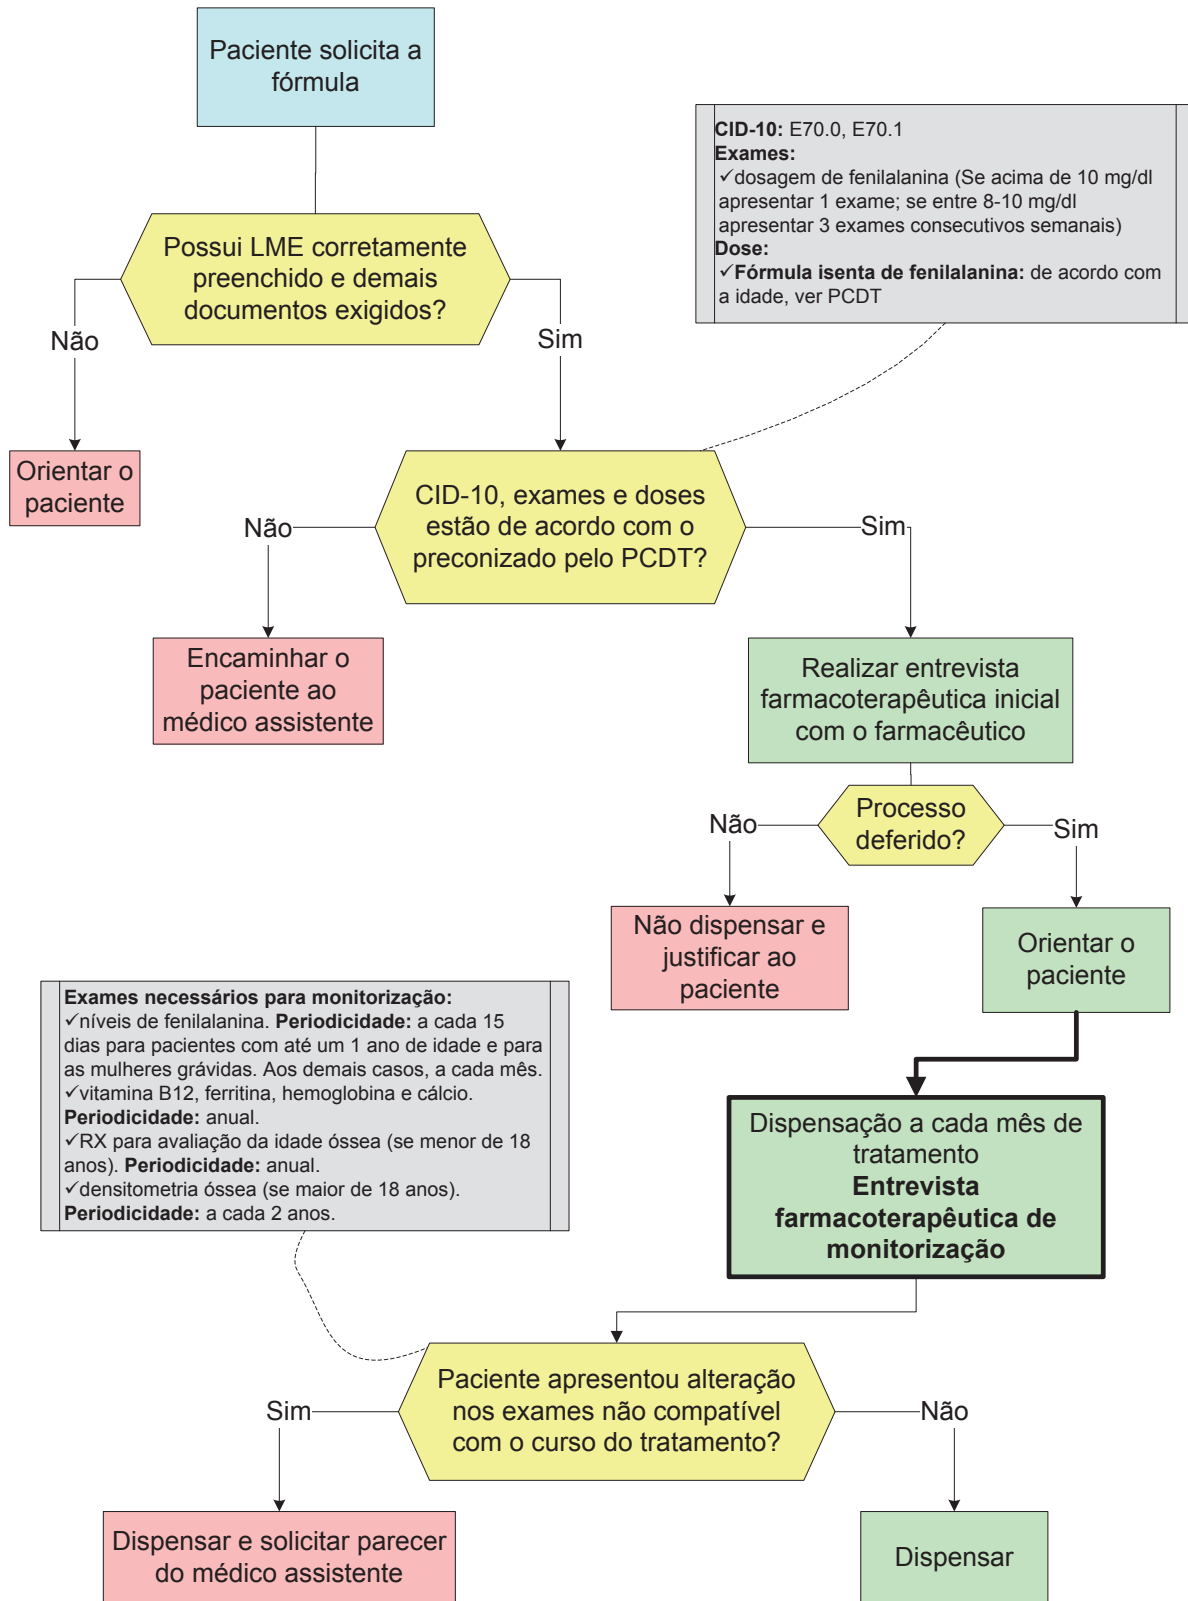 Paciente solicita a
fórmula
CID-10: E70.0, E70.1
Exames:
✓dosagem de fenilalanina (Se acima de 10 mg/dl
apresentar 1 exame; se entre 8-10 mg/dl
apresentar 3 exames consecutivos semanais)
Dose:
✓Fórmula isenta de fenilalanina: de acordo com
a idade, ver PCDT
Possui LME corretamente
preenchido e demais
documentos exigidos?
Não
Sim
Orientar o
paciente
CID-10, exames e doses
estão de acordo com o
preconizado pelo PCDT?
Não
Sim
Encaminhar o
paciente ao
médico assistente
Realizar entrevista
farmacoterapêutica inicial
com o farmacêutico
Processo
deferido?
Não
Sim
Não dispensar e
justificar ao
paciente
Orientar o
paciente
Exames necessários para monitorização:
✓níveis de fenilalanina. Periodicidade: a cada 15
dias para pacientes com até um 1 ano de idade e para
as mulheres grávidas. Aos demais casos, a cada mês.
✓vitamina B12, ferritina, hemoglobina e cálcio.
Periodicidade: anual.
✓RX para avaliação da idade óssea (se menor de 18
anos). Periodicidade: anual.
✓densitometria óssea (se maior de 18 anos).
Periodicidade: a cada 2 anos.
Dispensação a cada mês de
tratamento
Entrevista
farmacoterapêutica de
monitorização
Paciente apresentou alteração
nos exames não compatível
com o curso do tratamento?
Sim
Não
Dispensar e solicitar parecer
do médico assistente
Dispensar